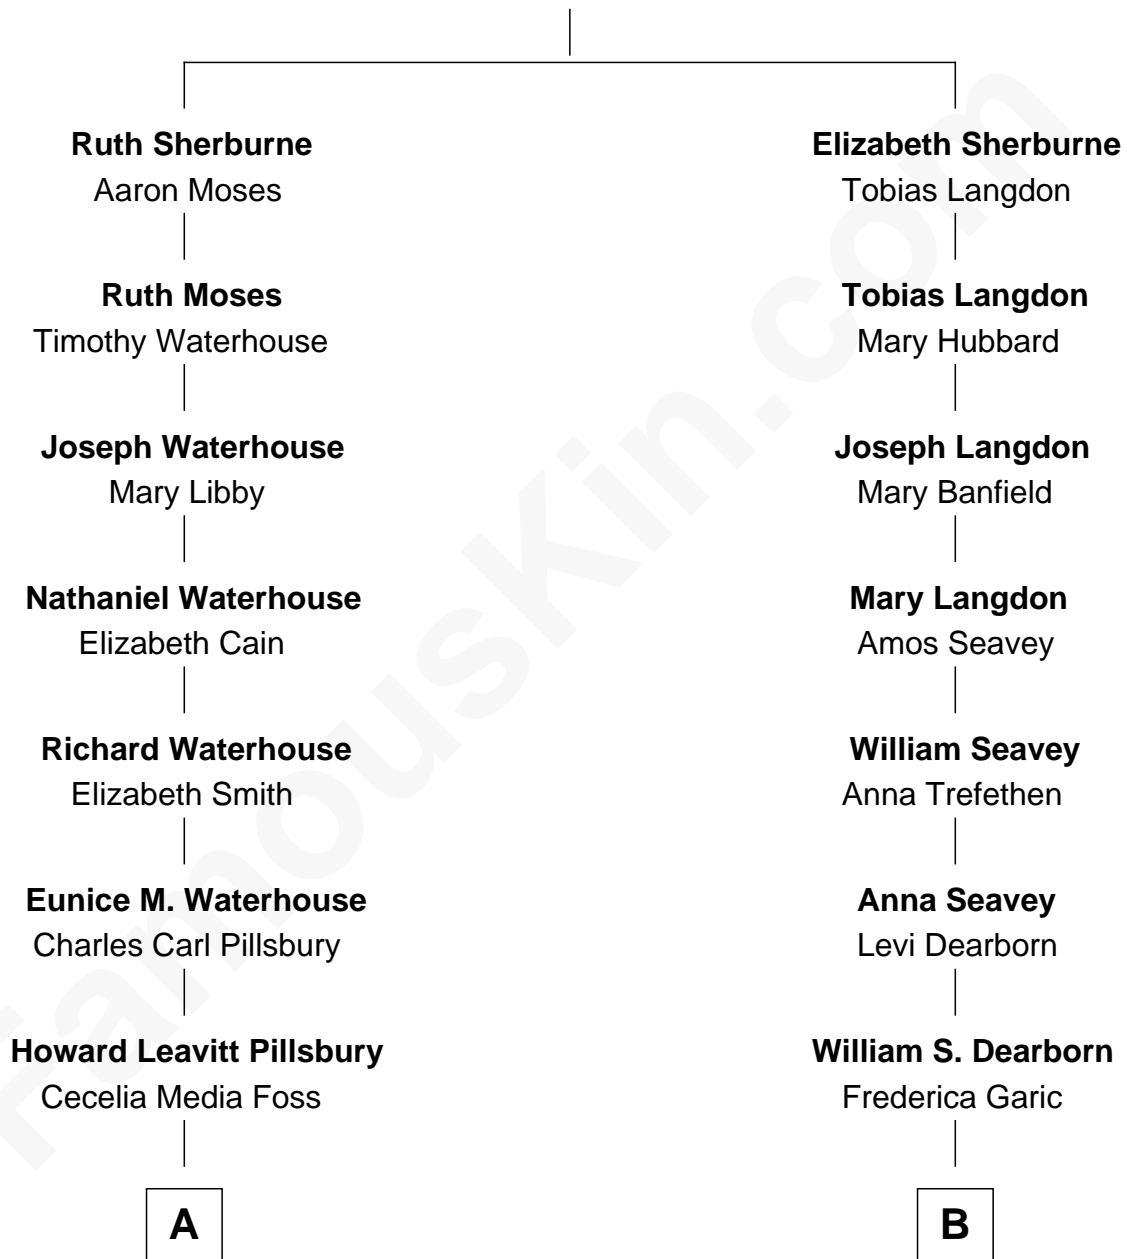 Ruth Sherburne
Aaron Moses
Ruth Moses
Timothy Waterhouse
Joseph Waterhouse
Mary Libby
Nathaniel Waterhouse
Elizabeth Cain
Richard Waterhouse
Elizabeth Smith
Eunice M. Waterhouse
Charles Carl Pillsbury
Howard Leavitt Pillsbury
Cecelia Media Foss
A
Elizabeth Sherburne
Tobias Langdon
Tobias Langdon
Mary Hubbard
Joseph Langdon
Mary Banfield
Mary Langdon
Amos Seavey
William Seavey
Anna Trefethen
Anna Seavey
Levi Dearborn
William S. Dearborn
Frederica Garic
B
FamousKin.com